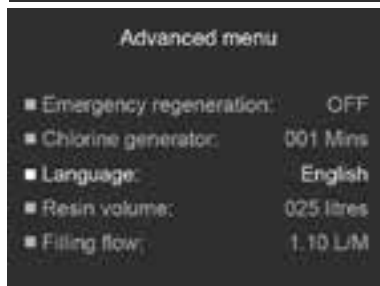 Advanced menu
Emergency regeneration: OFF
Chlorine generator: 001 Mins
Language: English
Resin volume: 025 litres
Filling flow: 1.10 L/M